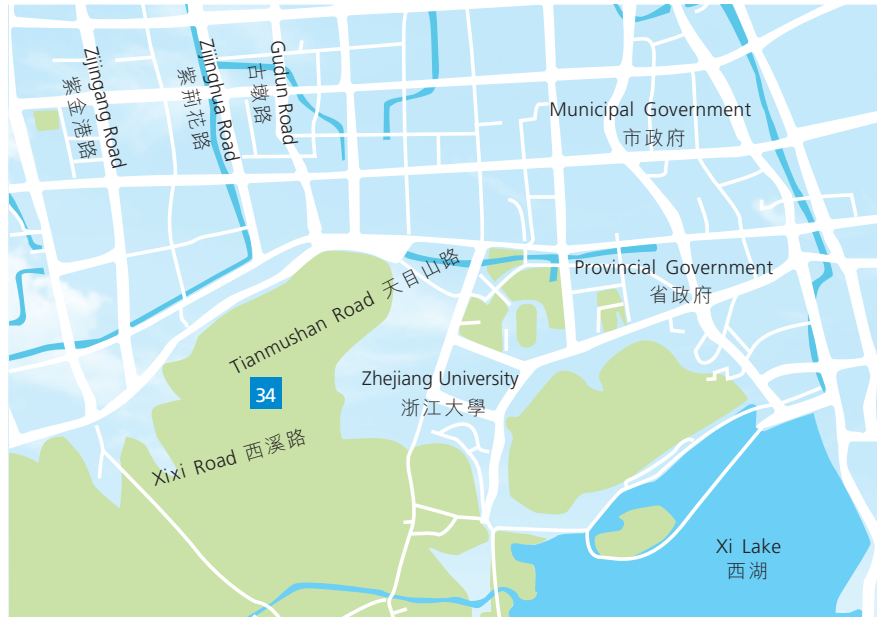 Zijingang Road
紫金港路
Zijinghua Road
紫荆花路
Gudun Road
古墩路
Municipal Government
市政府
Provincial Government
省政府
Tianmushan Road 天目山路
34
Zhejiang University
浙江大學
Xixi Road 西溪路
Xi Lake
西湖